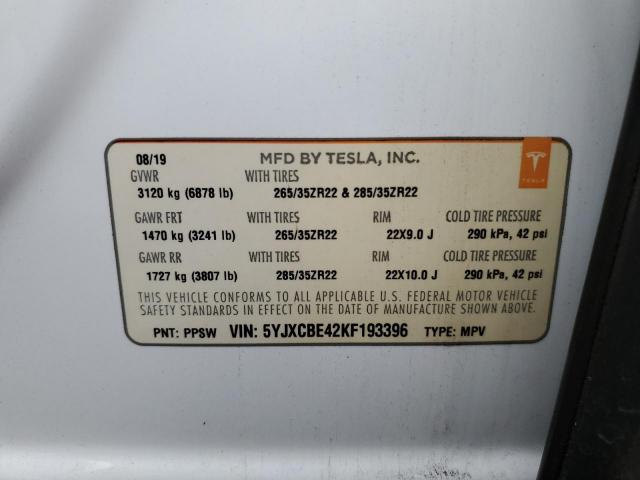 08/19 MFD BY TESLA, INC.
TESLA
GVWR WITH TIRES
3120 kg (6878 lb) 265/35ZR22 & 285/35ZR22
GAWR FRT WITH TIRES RIM COLD TIRE PRESSURE
1470 kg (3241 lb) 265/35ZR22 22X9.0 J 290 kPa, 42 psi
GAWR RR WITH TIRES RIM COLD TIRE PRESSURE
1727 kg (3807 lb) 285/35ZR22 22X10.0 J 290 kPa, 42 psi
THIS VEHICLE CONFORMS TO ALL APPLICABLE U.S. FEDERAL MOTOR VEHICLE
SAFETY STANDARDS IN EFFECT ON THE DATE OF MANUFACTURE SHOWN ABOVE.
PNT: PPSW VIN: 5YJXCBE42KF193396 TYPE: MPV